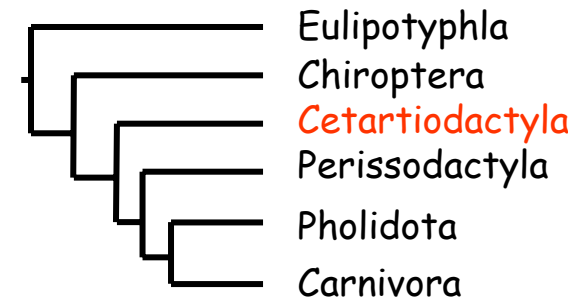 Eulipotyphla
Chiroptera
Cetartiodactyla
Perissodactyla
Pholidota
Carnivora